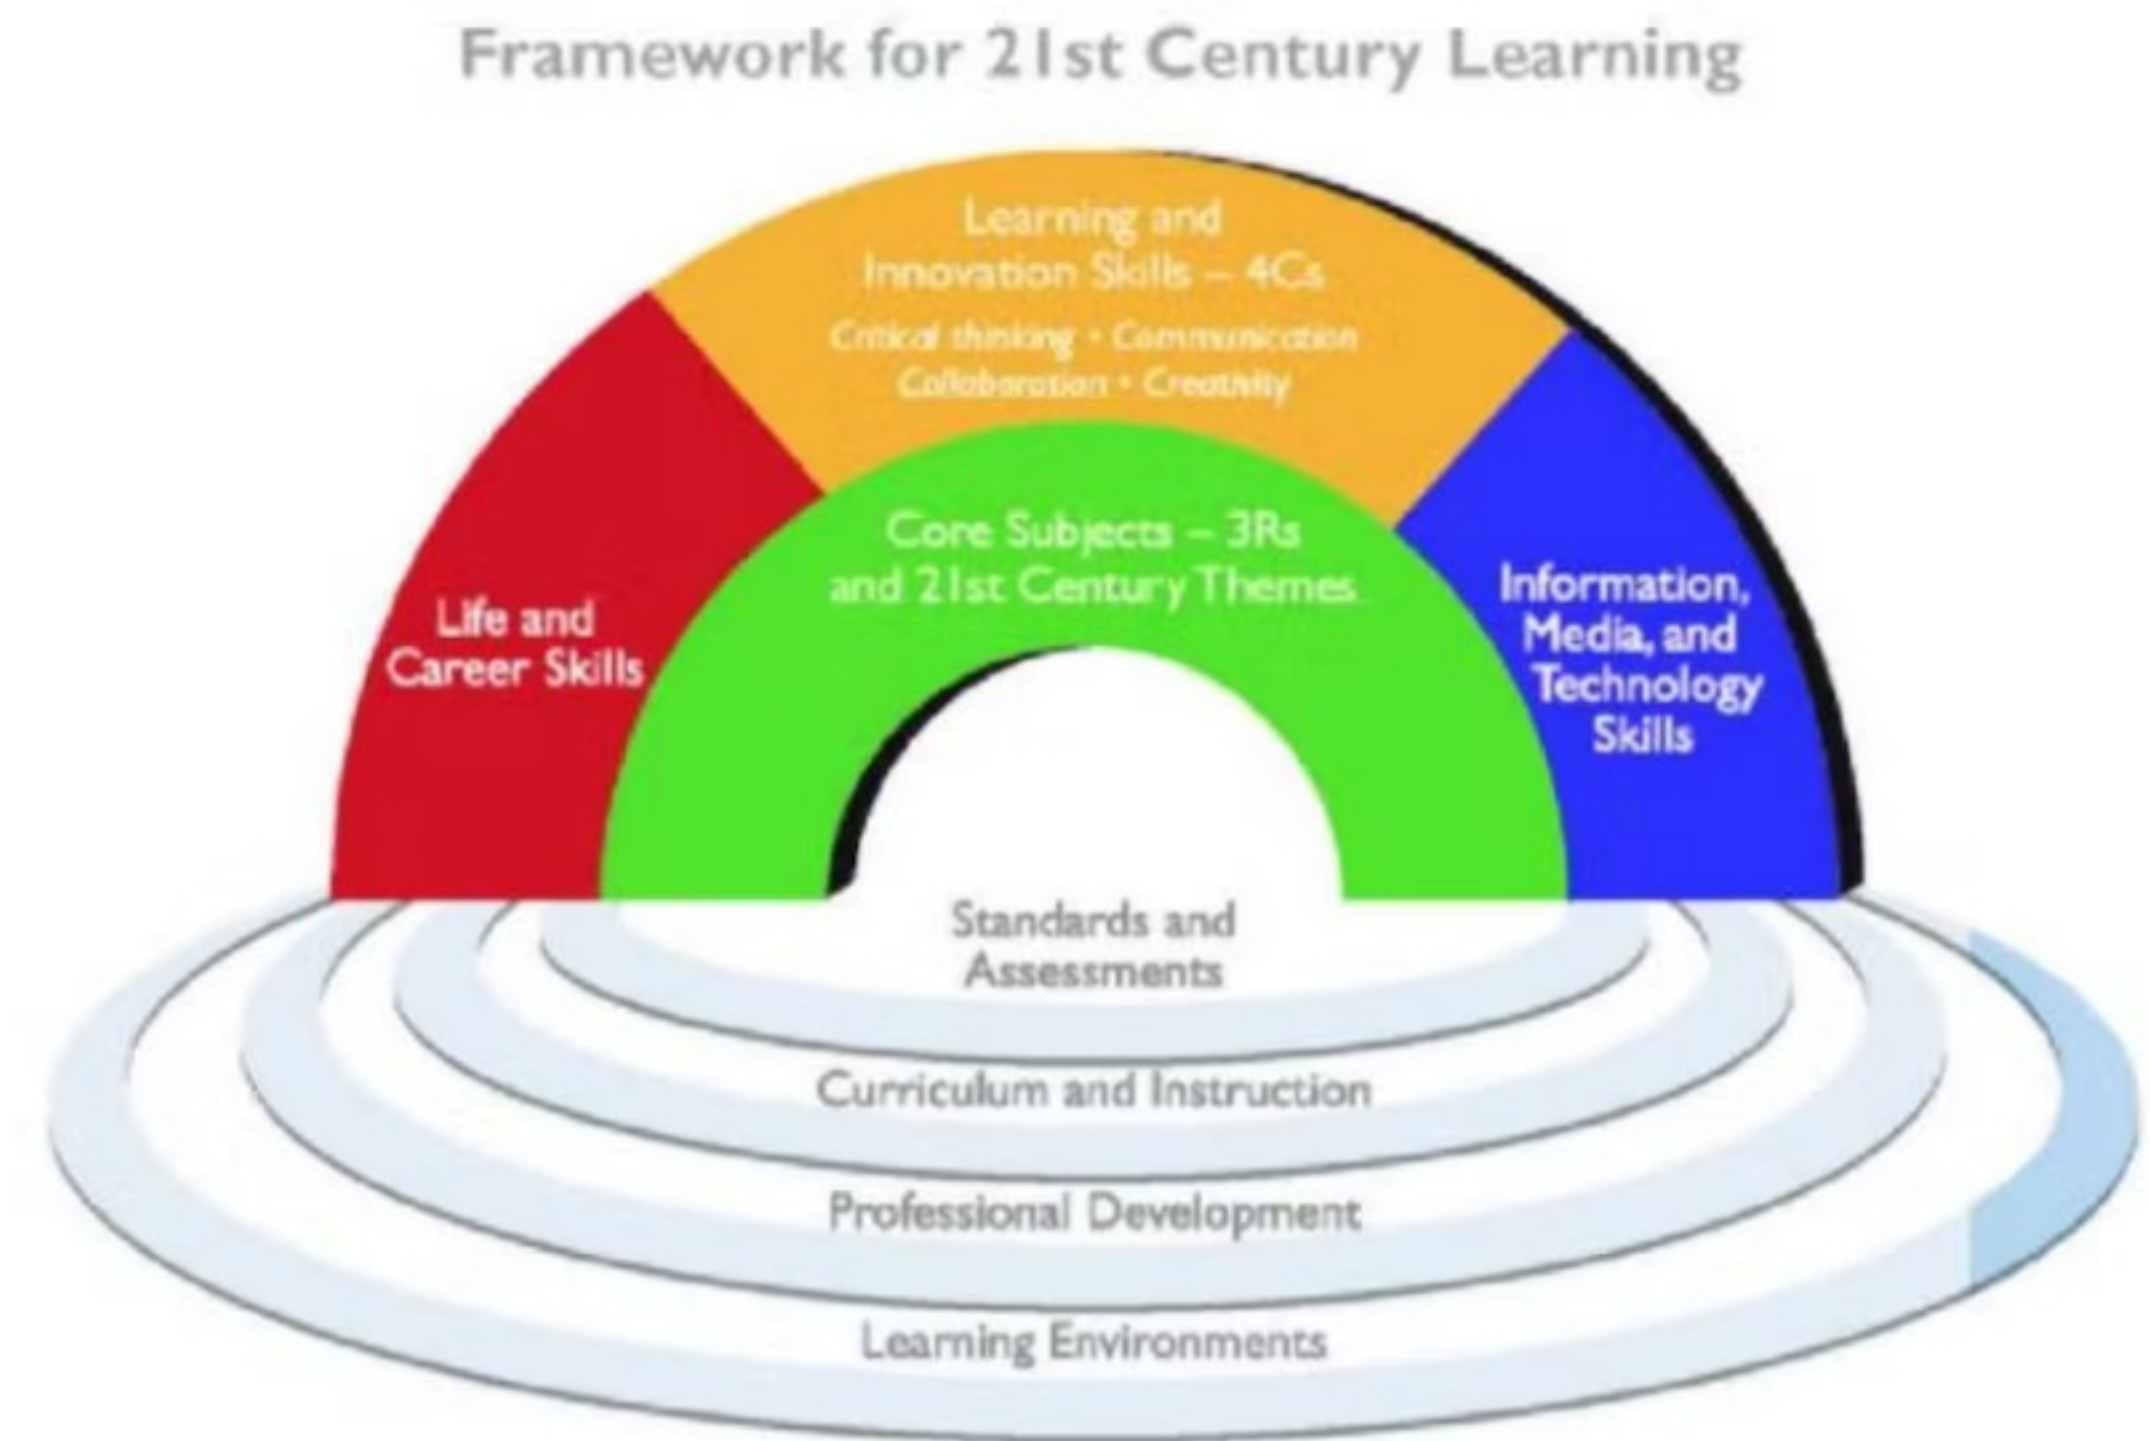 Framework for 21st Century Learning
Learning and
Innovation Skills – 4Cs
Critical thinking • Communication
Collaboration • Creativity
Core Subjects – 3Rs
and 21st Century Themes
Life and
Career Skills
Information,
Media, and
Technology
Skills
Standards and
Assessments
Curriculum and Instruction
Professional Development
Learning Environments